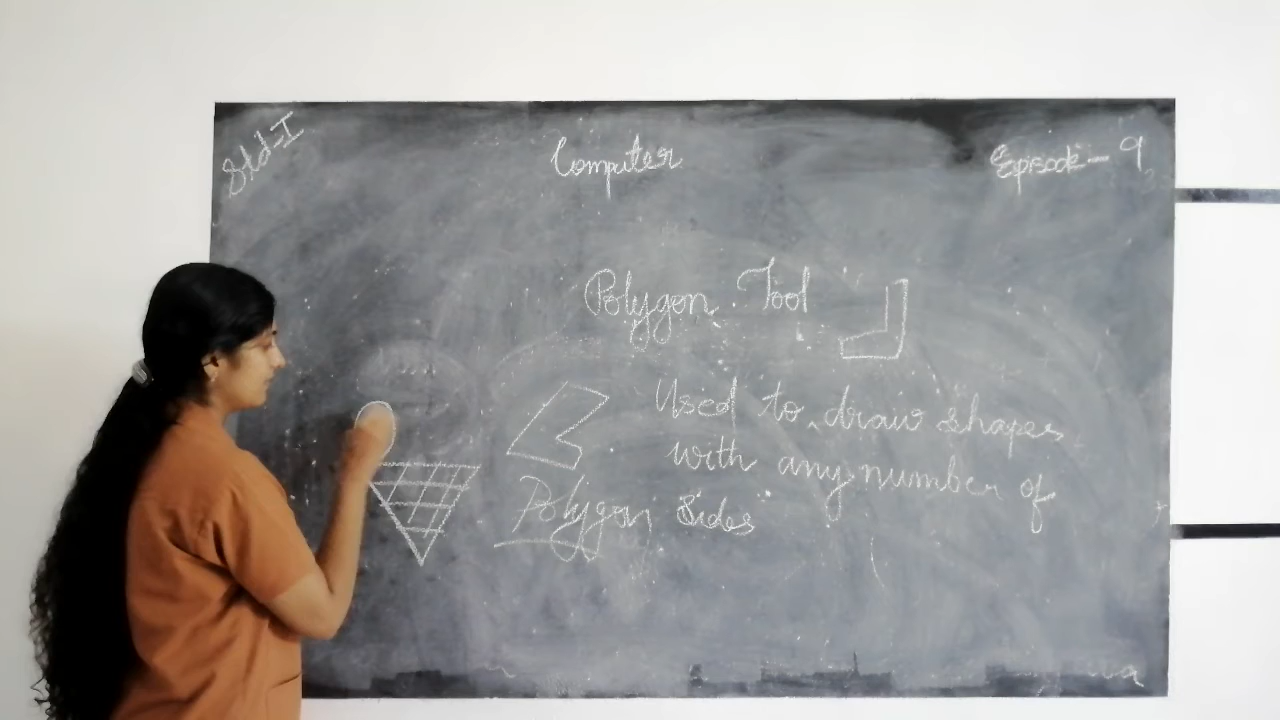 Std-I
Computer
Episode - 9
Polygon Tool
Used to draw shapes
with any number of
Polygon Sides